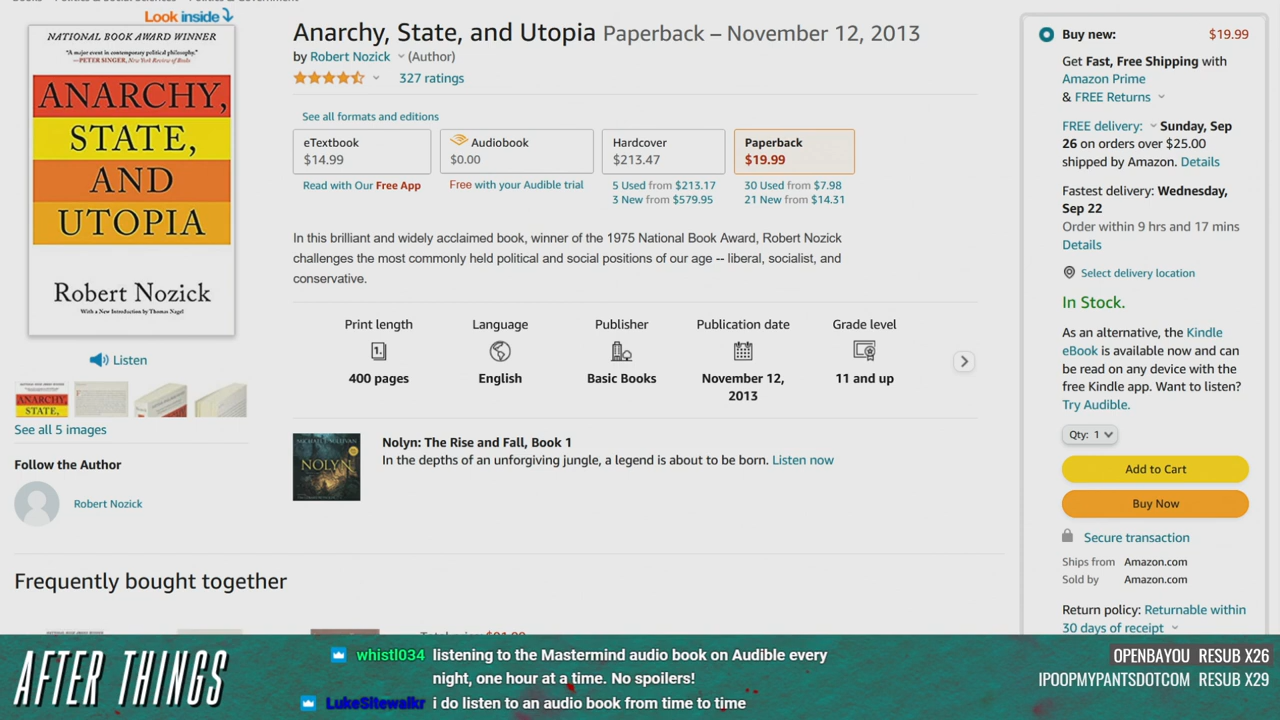 Look inside
NATIONAL BOOK AWARD WINNER
"A major event in contemporary political philosophy."
—PETER SINGER, New York Review of Books
ANARCHY,
STATE,
AND
UTOPIA
Robert Nozick
With a New Introduction by Thomas Nagel
Listen
ANARCHY,
STATE,
See all 5 images
Follow the Author
Robert Nozick
Anarchy, State, and Utopia Paperback – November 12, 2013
by Robert Nozick (Author)
327 ratings
See all formats and editions
eTextbook
$14.99
Read with Our Free App
Audiobook
$0.00
Free with your Audible trial
Hardcover
$213.47
5 Used from $213.17
3 New from $579.95
Paperback
$19.99
30 Used from $7.98
21 New from $14.31
In this brilliant and widely acclaimed book, winner of the 1975 National Book Award, Robert Nozick
challenges the most commonly held political and social positions of our age -- liberal, socialist, and
conservative.
Print length
400 pages
Language
English
Publisher
Basic Books
Publication date
November 12,
2013
Grade level
11 and up
NOLYN
Nolyn: The Rise and Fall, Book 1
In the depths of an unforgiving jungle, a legend is about to be born. Listen now
Buy new: $19.99
Get Fast, Free Shipping with
Amazon Prime
& FREE Returns
FREE delivery: Sunday, Sep
26 on orders over $25.00
shipped by Amazon. Details
Fastest delivery: Wednesday,
Sep 22
Order within 9 hrs and 17 mins
Details
Select delivery location
In Stock.
As an alternative, the Kindle
eBook is available now and can
be read on any device with the
free Kindle app. Want to listen?
Try Audible.
Qty: 1
Add to Cart
Buy Now
Secure transaction
Ships from Amazon.com
Sold by Amazon.com
Return policy: Returnable within
30 days of receipt
Frequently bought together
AFTER THINGS
whistl034 listening to the Mastermind audio book on Audible every
night, one hour at a time. No spoilers!
LukeSitewalkr i do listen to an audio book from time to time
OPENBAYOU RESUB X26
IPOOPMYPANTSDOTCOM RESUB X29